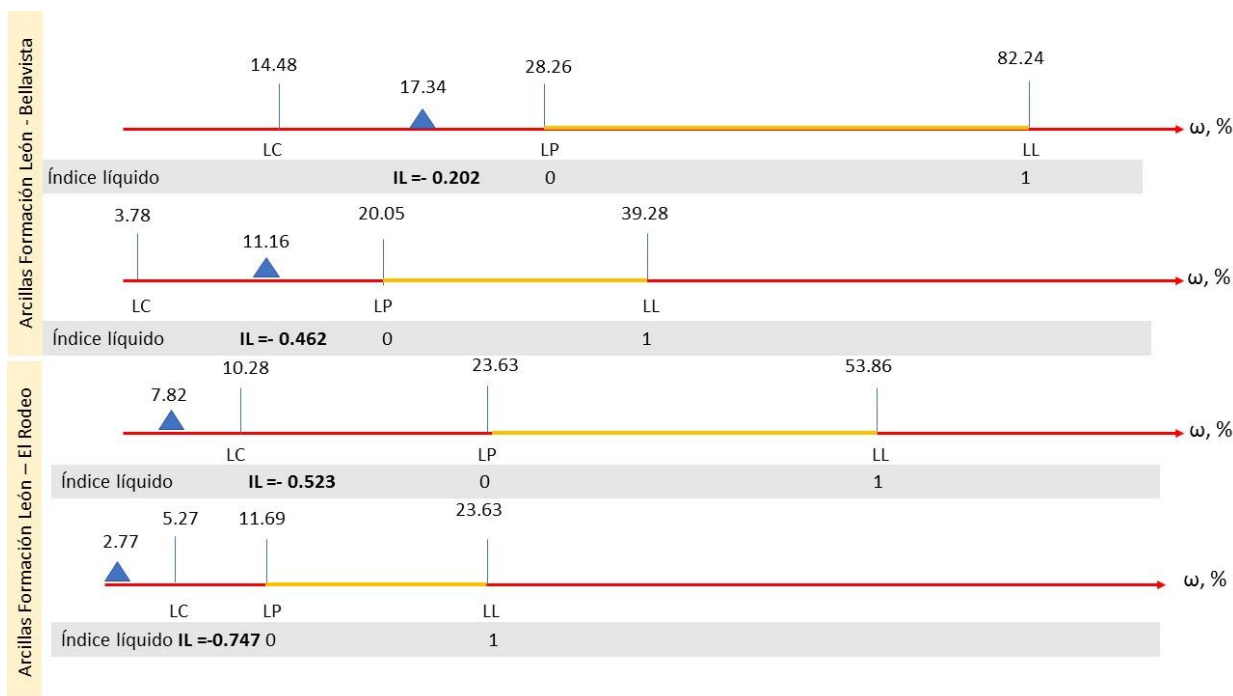 Arcillas Formación León - Bellavista
14.48 17.34 28.26 82.24
ω, %
LC LP LL
Índice líquido IL =- 0.202 0 1
3.78 11.16 20.05 39.28
ω, %
LC LP LL
Índice líquido IL =- 0.462 0 1
Arcillas Formación León – El Rodeo
7.82 10.28 23.63 53.86
ω, %
LC LP LL
Índice líquido IL =- 0.523 0 1
2.77 5.27 11.69 23.63
ω, %
LC LP LL
Índice líquido IL =-0.747 0 1